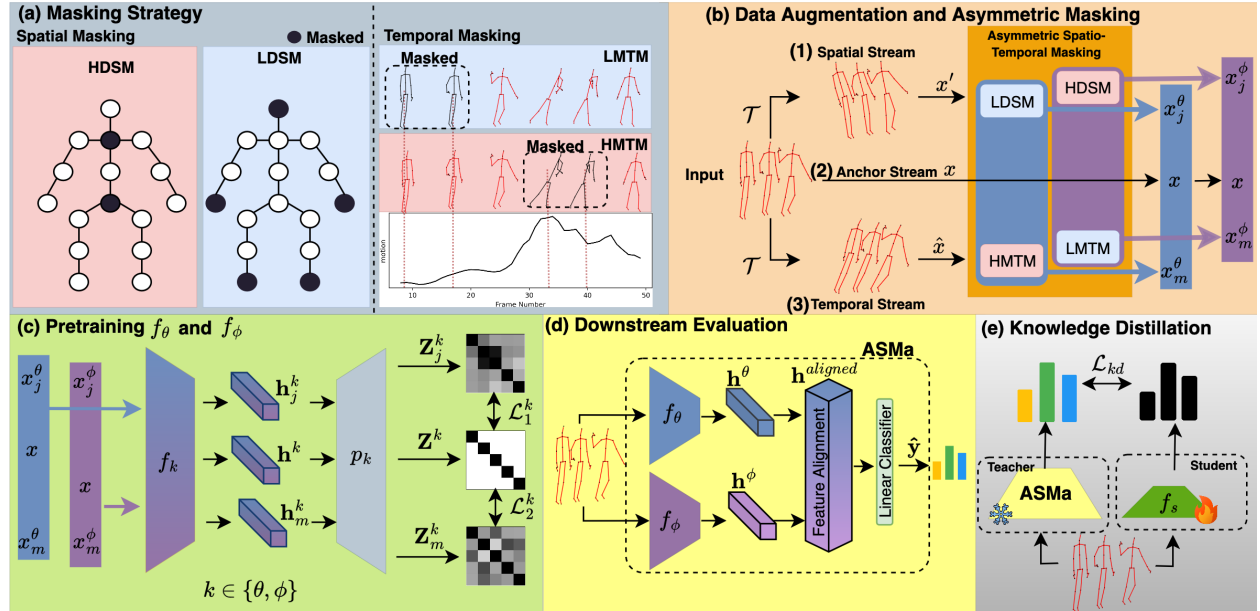 (a) Masking Strategy
Spatial Masking
Masked
HDSM
LDSM
Temporal Masking
Masked
LMTM
Masked
HMTM
motion
10
20
30
40
50
Frame Number
(b) Data Augmentation and Asymmetric Masking
(1) Spatial Stream
Asymmetric Spatio-
Temporal Masking
Input
𝒯
x′
(2) Anchor Stream x
𝒯
x̂
(3) Temporal Stream
LDSM
HDSM
HMTM
LMTM
x_j^θ
x
x_m^θ
x_j^ϕ
x
x_m^ϕ
(c) Pretraining f_θ and f_ϕ
x_j^θ
x
x_m^θ
x_j^ϕ
x
x_m^ϕ
f_k
h_j^k
h^k
h_m^k
p_k
Z_j^k
Z^k
Z_m^k
ℒ_1^k
ℒ_2^k
k ∈ {θ, ϕ}
(d) Downstream Evaluation
ASMa
f_θ
f_ϕ
h^θ
h^ϕ
h^{aligned}
Feature Alignment
Linear Classifier
ŷ
(e) Knowledge Distillation
ℒ_{kd}
Teacher
ASMa
Student
f_s